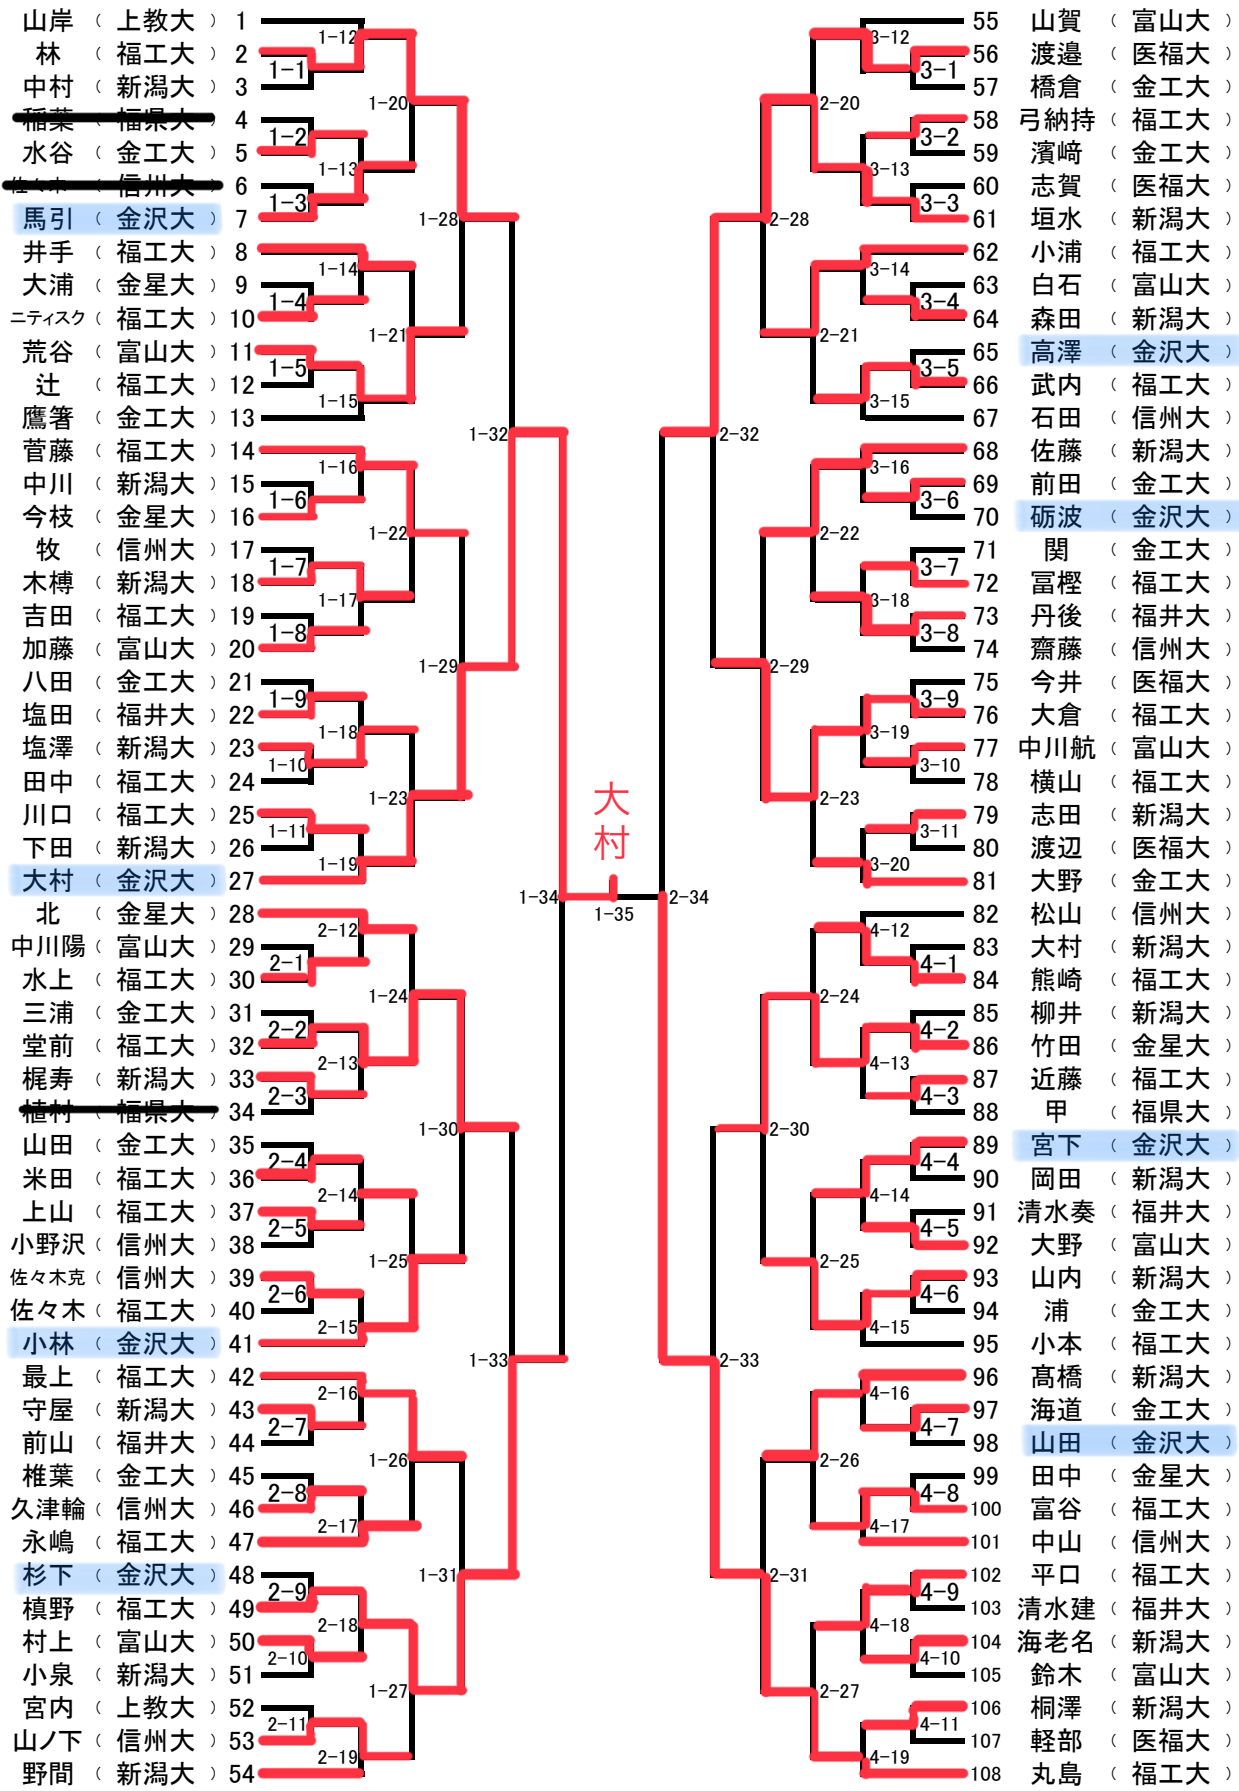 山岸 （ 上教大 ） 1
林 （ 福工大 ） 2
中村 （ 新潟大 ） 3
稲葉 （ 福県大 ） 4
水谷 （ 金工大 ） 5
佐々木 （ 信州大 ） 6
馬引 （ 金沢大 ） 7
井手 （ 福工大 ） 8
大浦 （ 金星大 ） 9
ニティスク （ 福工大 ） 10
荒谷 （ 富山大 ） 11
辻 （ 福工大 ） 12
鷹箸 （ 金工大 ） 13
菅藤 （ 福工大 ） 14
中川 （ 新潟大 ） 15
今枝 （ 金星大 ） 16
牧 （ 信州大 ） 17
木榑 （ 新潟大 ） 18
吉田 （ 福工大 ） 19
加藤 （ 富山大 ） 20
八田 （ 金工大 ） 21
塩田 （ 福井大 ） 22
塩澤 （ 新潟大 ） 23
田中 （ 福工大 ） 24
川口 （ 福工大 ） 25
下田 （ 新潟大 ） 26
大村 （ 金沢大 ） 27
北 （ 金星大 ） 28
中川陽 （ 富山大 ） 29
水上 （ 福工大 ） 30
三浦 （ 金工大 ） 31
堂前 （ 福工大 ） 32
梶寿 （ 新潟大 ） 33
植村 （ 福県大 ） 34
山田 （ 金工大 ） 35
米田 （ 福工大 ） 36
上山 （ 福工大 ） 37
小野沢 （ 信州大 ） 38
佐々木克 （ 信州大 ） 39
佐々木 （ 福工大 ） 40
小林 （ 金沢大 ） 41
最上 （ 福工大 ） 42
守屋 （ 新潟大 ） 43
前山 （ 福井大 ） 44
椎葉 （ 金工大 ） 45
久津輪 （ 信州大 ） 46
永嶋 （ 福工大 ） 47
杉下 （ 金沢大 ） 48
槙野 （ 福工大 ） 49
村上 （ 富山大 ） 50
小泉 （ 新潟大 ） 51
宮内 （ 上教大 ） 52
山ノ下 （ 信州大 ） 53
野間 （ 新潟大 ） 54
1-1
1-2
1-3
1-4
1-5
1-6
1-7
1-8
1-9
1-10
1-11
2-1
2-2
2-3
2-4
2-5
2-6
2-7
2-8
2-9
2-10
2-11
1-12
1-13
1-14
1-15
1-16
1-17
1-18
1-19
2-12
2-13
2-14
2-15
2-16
2-17
2-18
2-19
1-20
1-21
1-22
1-23
1-24
1-25
1-26
1-27
1-28
1-29
1-30
1-31
1-32
1-33
1-34
大村
1-35
2-34
2-32
2-33
2-28
2-29
2-30
2-31
2-20
2-21
2-22
2-23
2-24
2-25
2-26
2-27
3-12
3-13
3-14
3-15
3-16
3-18
3-19
3-20
4-12
4-13
4-14
4-15
4-16
4-17
4-18
4-19
3-1
3-2
3-3
3-4
3-5
3-6
3-7
3-8
3-9
3-10
3-11
4-1
4-2
4-3
4-4
4-5
4-6
4-7
4-8
4-9
4-10
4-11
55 山賀 （ 富山大 ）
56 渡邉 （ 医福大 ）
57 橋倉 （ 金工大 ）
58 弓納持 （ 福工大 ）
59 濱﨑 （ 金工大 ）
60 志賀 （ 医福大 ）
61 垣水 （ 新潟大 ）
62 小浦 （ 福工大 ）
63 白石 （ 富山大 ）
64 森田 （ 新潟大 ）
65 高澤 （ 金沢大 ）
66 武内 （ 福工大 ）
67 石田 （ 信州大 ）
68 佐藤 （ 新潟大 ）
69 前田 （ 金工大 ）
70 砺波 （ 金沢大 ）
71 関 （ 金工大 ）
72 冨樫 （ 福工大 ）
73 丹後 （ 福井大 ）
74 齋藤 （ 信州大 ）
75 今井 （ 医福大 ）
76 大倉 （ 福工大 ）
77 中川航 （ 富山大 ）
78 横山 （ 福工大 ）
79 志田 （ 新潟大 ）
80 渡辺 （ 医福大 ）
81 大野 （ 金工大 ）
82 松山 （ 信州大 ）
83 大村 （ 新潟大 ）
84 熊崎 （ 福工大 ）
85 柳井 （ 新潟大 ）
86 竹田 （ 金星大 ）
87 近藤 （ 福工大 ）
88 甲 （ 福県大 ）
89 宮下 （ 金沢大 ）
90 岡田 （ 新潟大 ）
91 清水奏 （ 福井大 ）
92 大野 （ 富山大 ）
93 山内 （ 新潟大 ）
94 浦 （ 金工大 ）
95 小本 （ 福工大 ）
96 髙橋 （ 新潟大 ）
97 海道 （ 金工大 ）
98 山田 （ 金沢大 ）
99 田中 （ 金星大 ）
100 富谷 （ 福工大 ）
101 中山 （ 信州大 ）
102 平口 （ 福工大 ）
103 清水建 （ 福井大 ）
104 海老名 （ 新潟大 ）
105 鈴木 （ 富山大 ）
106 桐澤 （ 新潟大 ）
107 軽部 （ 医福大 ）
108 丸島 （ 福工大 ）